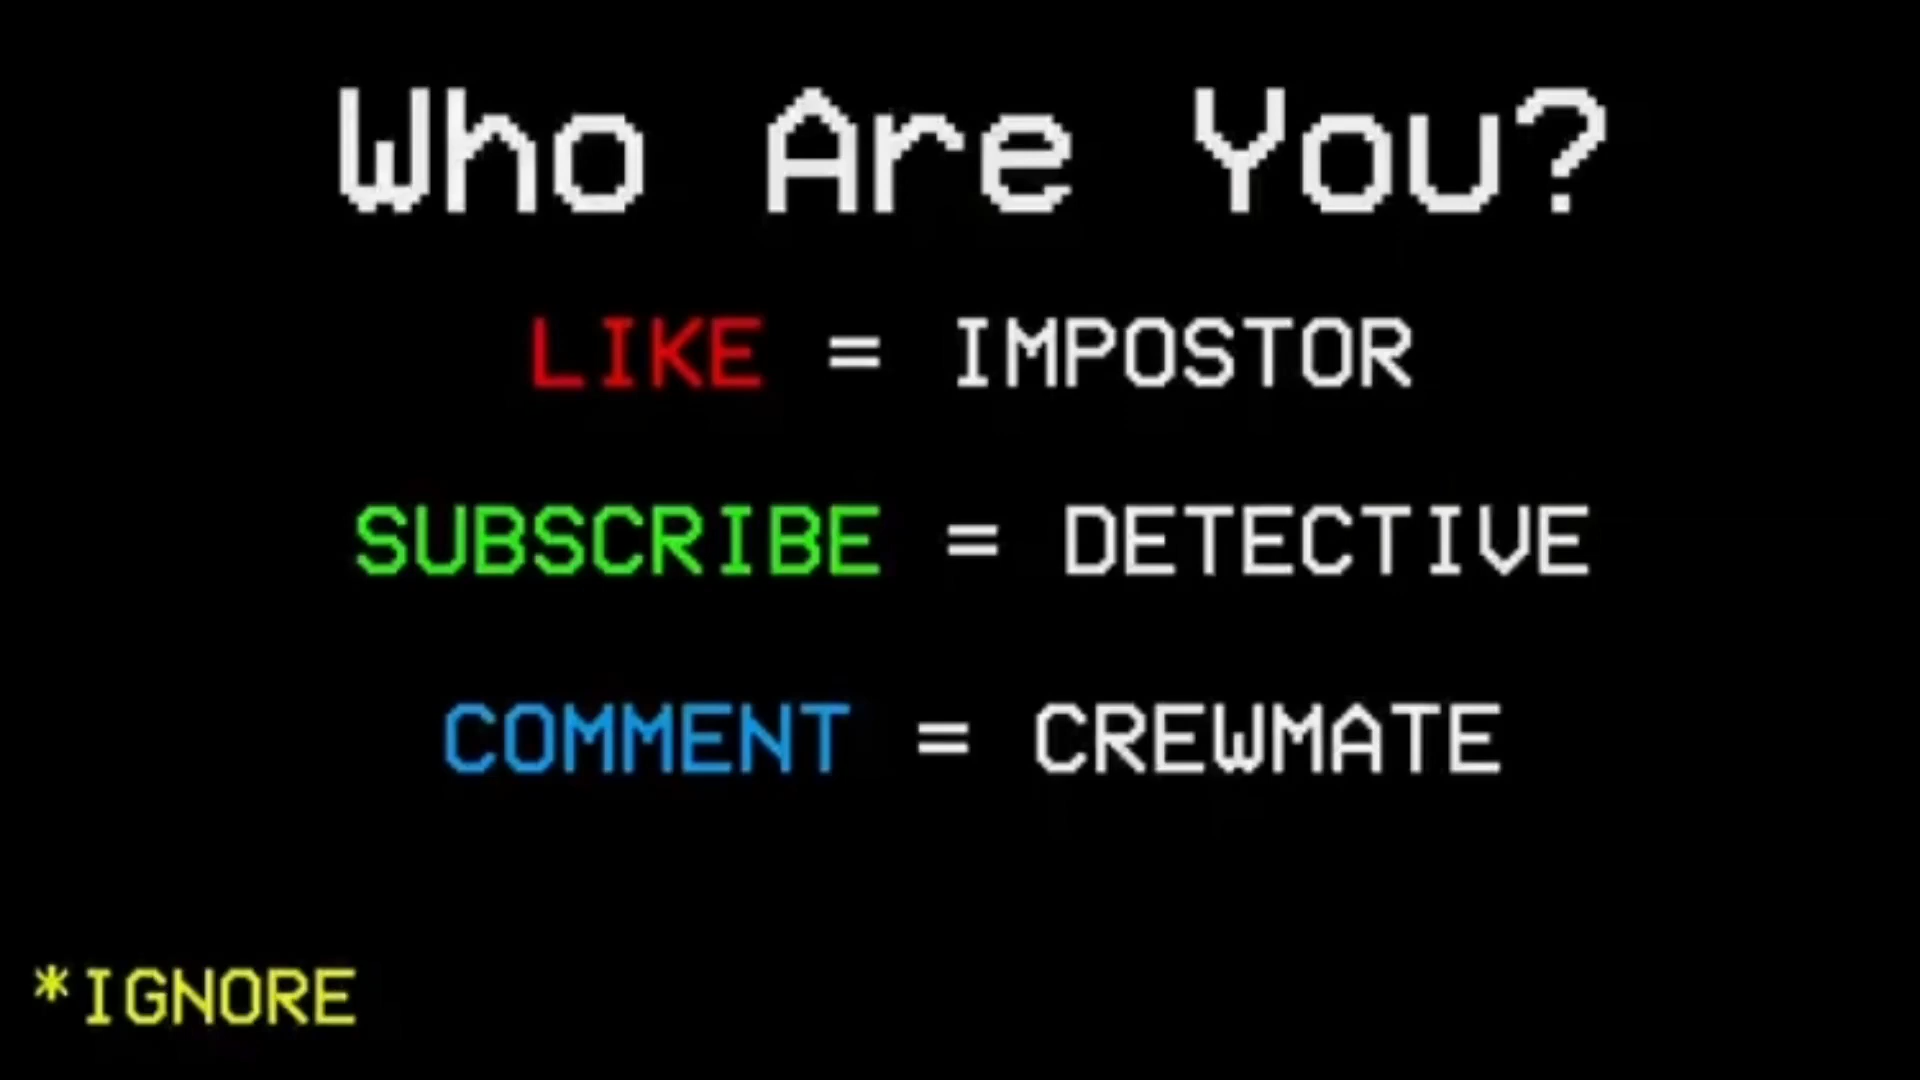 Who Are You?
LIKE = IMPOSTOR
SUBSCRIBE = DETECTIVE
COMMENT = CREWMATE
*IGNORE